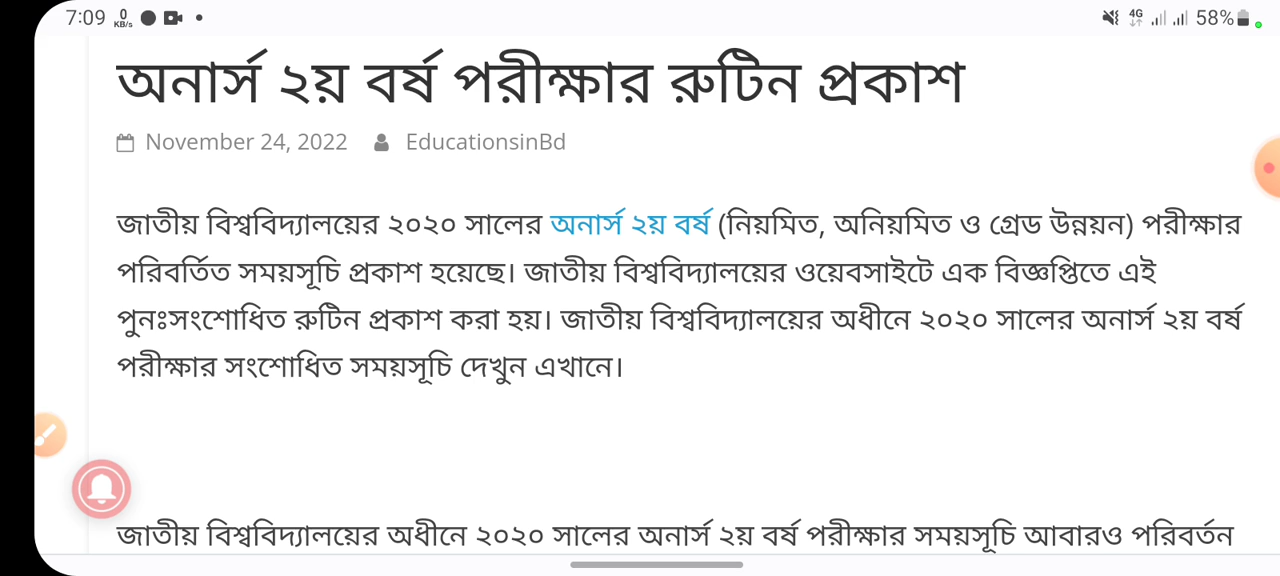 7:09 0 KB/s 4G 58%
অনার্স ২য় বর্ষ পরীক্ষার রুটিন প্রকাশ
November 24, 2022 EducationsinBd
জাতীয় বিশ্ববিদ্যালয়ের ২০২০ সালের অনার্স ২য় বর্ষ (নিয়মিত, অনিয়মিত ও গ্রেড উন্নয়ন) পরীক্ষার
পরিবর্তিত সময়সূচি প্রকাশ হয়েছে। জাতীয় বিশ্ববিদ্যালয়ের ওয়েবসাইটে এক বিজ্ঞপ্তিতে এই
পুনঃসংশোধিত রুটিন প্রকাশ করা হয়। জাতীয় বিশ্ববিদ্যালয়ের অধীনে ২০২০ সালের অনার্স ২য় বর্ষ
পরীক্ষার সংশোধিত সময়সূচি দেখুন এখানে।
জাতীয় বিশ্ববিদ্যালয়ের অধীনে ২০২০ সালের অনার্স ২য় বর্ষ পরীক্ষার সময়সূচি আবারও পরিবর্তন